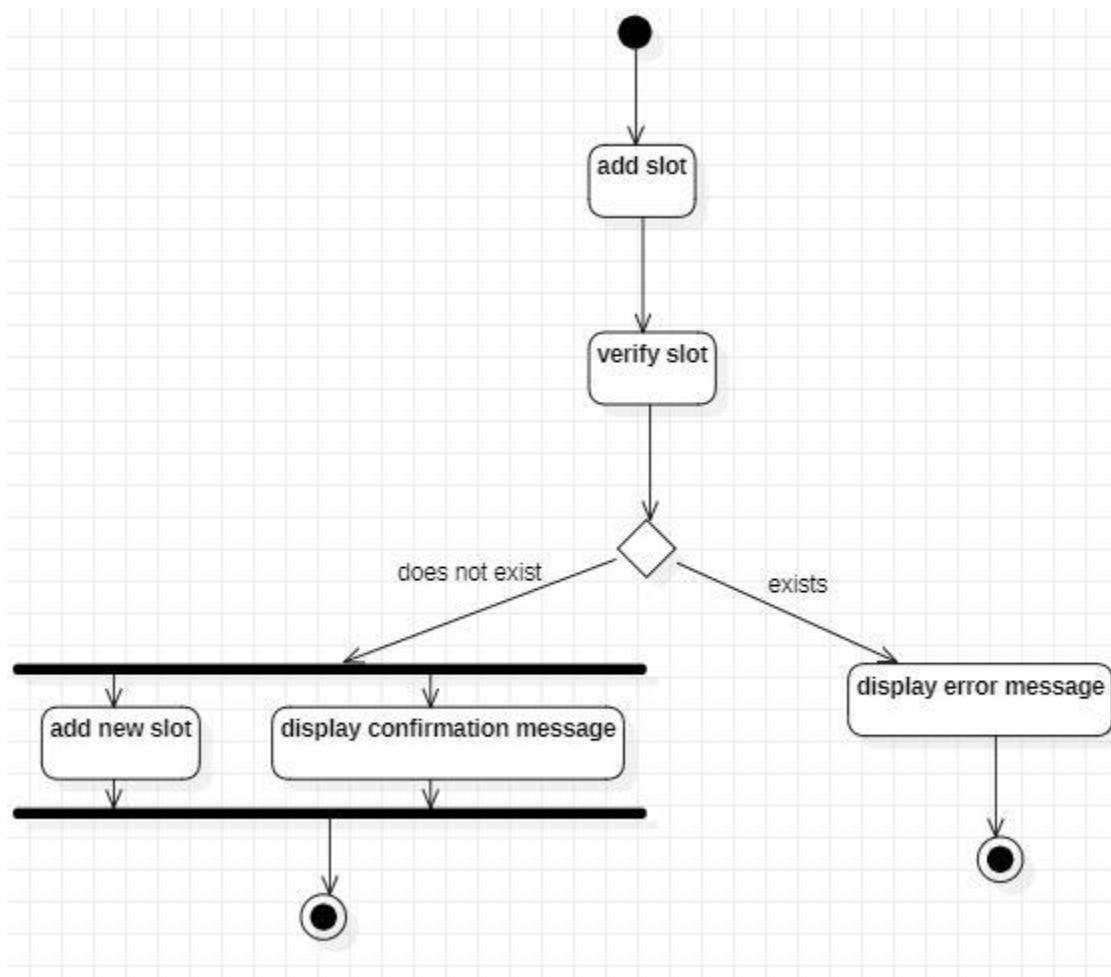 add slot
verify slot
does not exist
exists
display error message
add new slot
display confirmation message